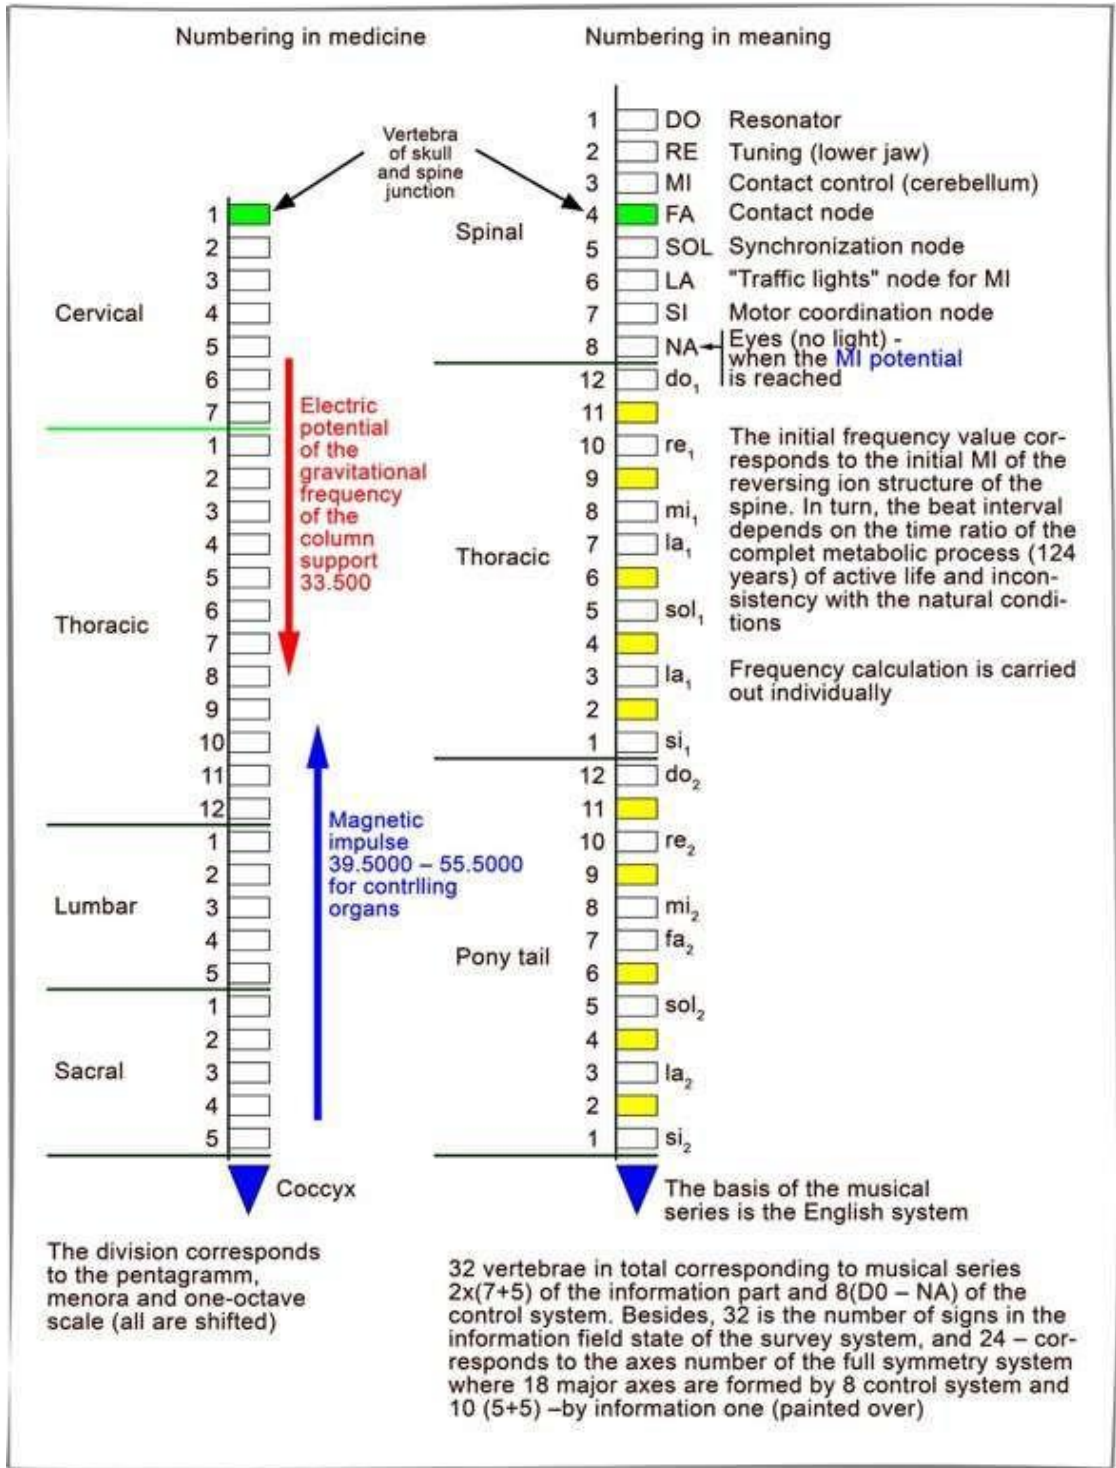 Numbering in medicine
Numbering in meaning
Vertebra
of skull
and spine
junction
1
2
3
4
5
6
7
1
2
3
4
5
6
7
8
9
10
11
12
1
2
3
4
5
1
2
3
4
5
Cervical
Thoracic
Lumbar
Sacral
Coccyx
Electric
potential
of the
gravitational
frequency
of the
column
support
33.500
Magnetic
impulse
39.5000 – 55.5000
for contrlling
organs
The division corresponds
to the pentagramm,
menora and one-octave
scale (all are shifted)
Spinal
Thoracic
Pony tail
1 DO Resonator
2 RE Tuning (lower jaw)
3 MI Contact control (cerebellum)
4 FA Contact node
5 SOL Synchronization node
6 LA "Traffic lights" node for MI
7 SI Motor coordination node
8 NA Eyes (no light) -
when the MI potential
12 do₁ is reached
11
10 re₁
9
8 mi₁
7 la₁
6
5 sol₁
4
3 la₁
2
1 si₁
12 do₂
11
10 re₂
9
8 mi₂
7 fa₂
6
5 sol₂
4
3 la₂
2
1 si₂
The initial frequency value cor-
responds to the initial MI of the
reversing ion structure of the
spine. In turn, the beat interval
depends on the time ratio of the
complet metabolic process (124
years) of active life and incon-
sistency with the natural condi-
tions
Frequency calculation is carried
out individually
The basis of the musical
series is the English system
32 vertebrae in total corresponding to musical series
2x(7+5) of the information part and 8(D0 – NA) of the
control system. Besides, 32 is the number of signs in the
information field state of the survey system, and 24 – cor-
responds to the axes number of the full symmetry system
where 18 major axes are formed by 8 control system and
10 (5+5) –by information one (painted over)